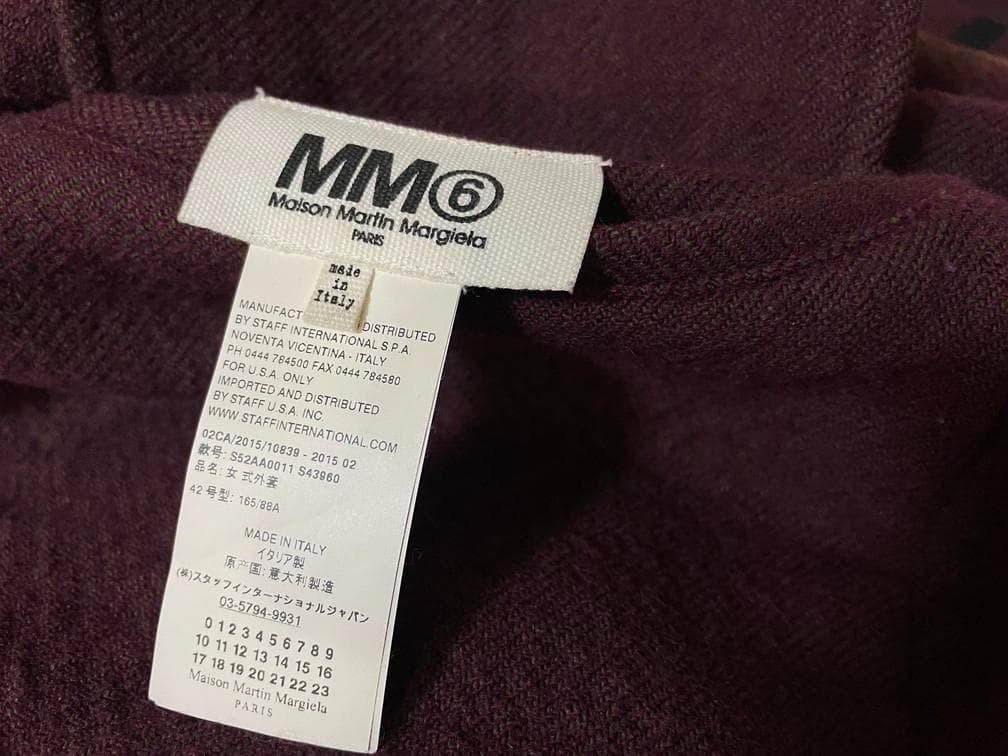 MM⑥
Maison Martin Margiela
PARIS
made
in
Italy
MANUFACT DISTRIBUTED
BY STAFF INTERNATIONAL S.P.A.
NOVENTA VICENTINA - ITALY
PH 0444 784500 FAX 0444 784580
FOR U.S.A. ONLY
IMPORTED AND DISTRIBUTED
BY STAFF U.S.A. INC.
WWW.STAFFINTERNATIONAL.COM
02CA/2015/10839 - 2015 02
款号: S52AA0011 S43960
品名: 女式外套
42 号型: 165/88A
MADE IN ITALY
イタリア製
原产国: 意大利製造
(株)スタッフインターナショナルジャパン
03-5794-9931
0 1 2 3 4 5 6 7 8 9
10 11 12 13 14 15 16
17 18 19 20 21 22 23
Maison Martin Margiela
PARIS